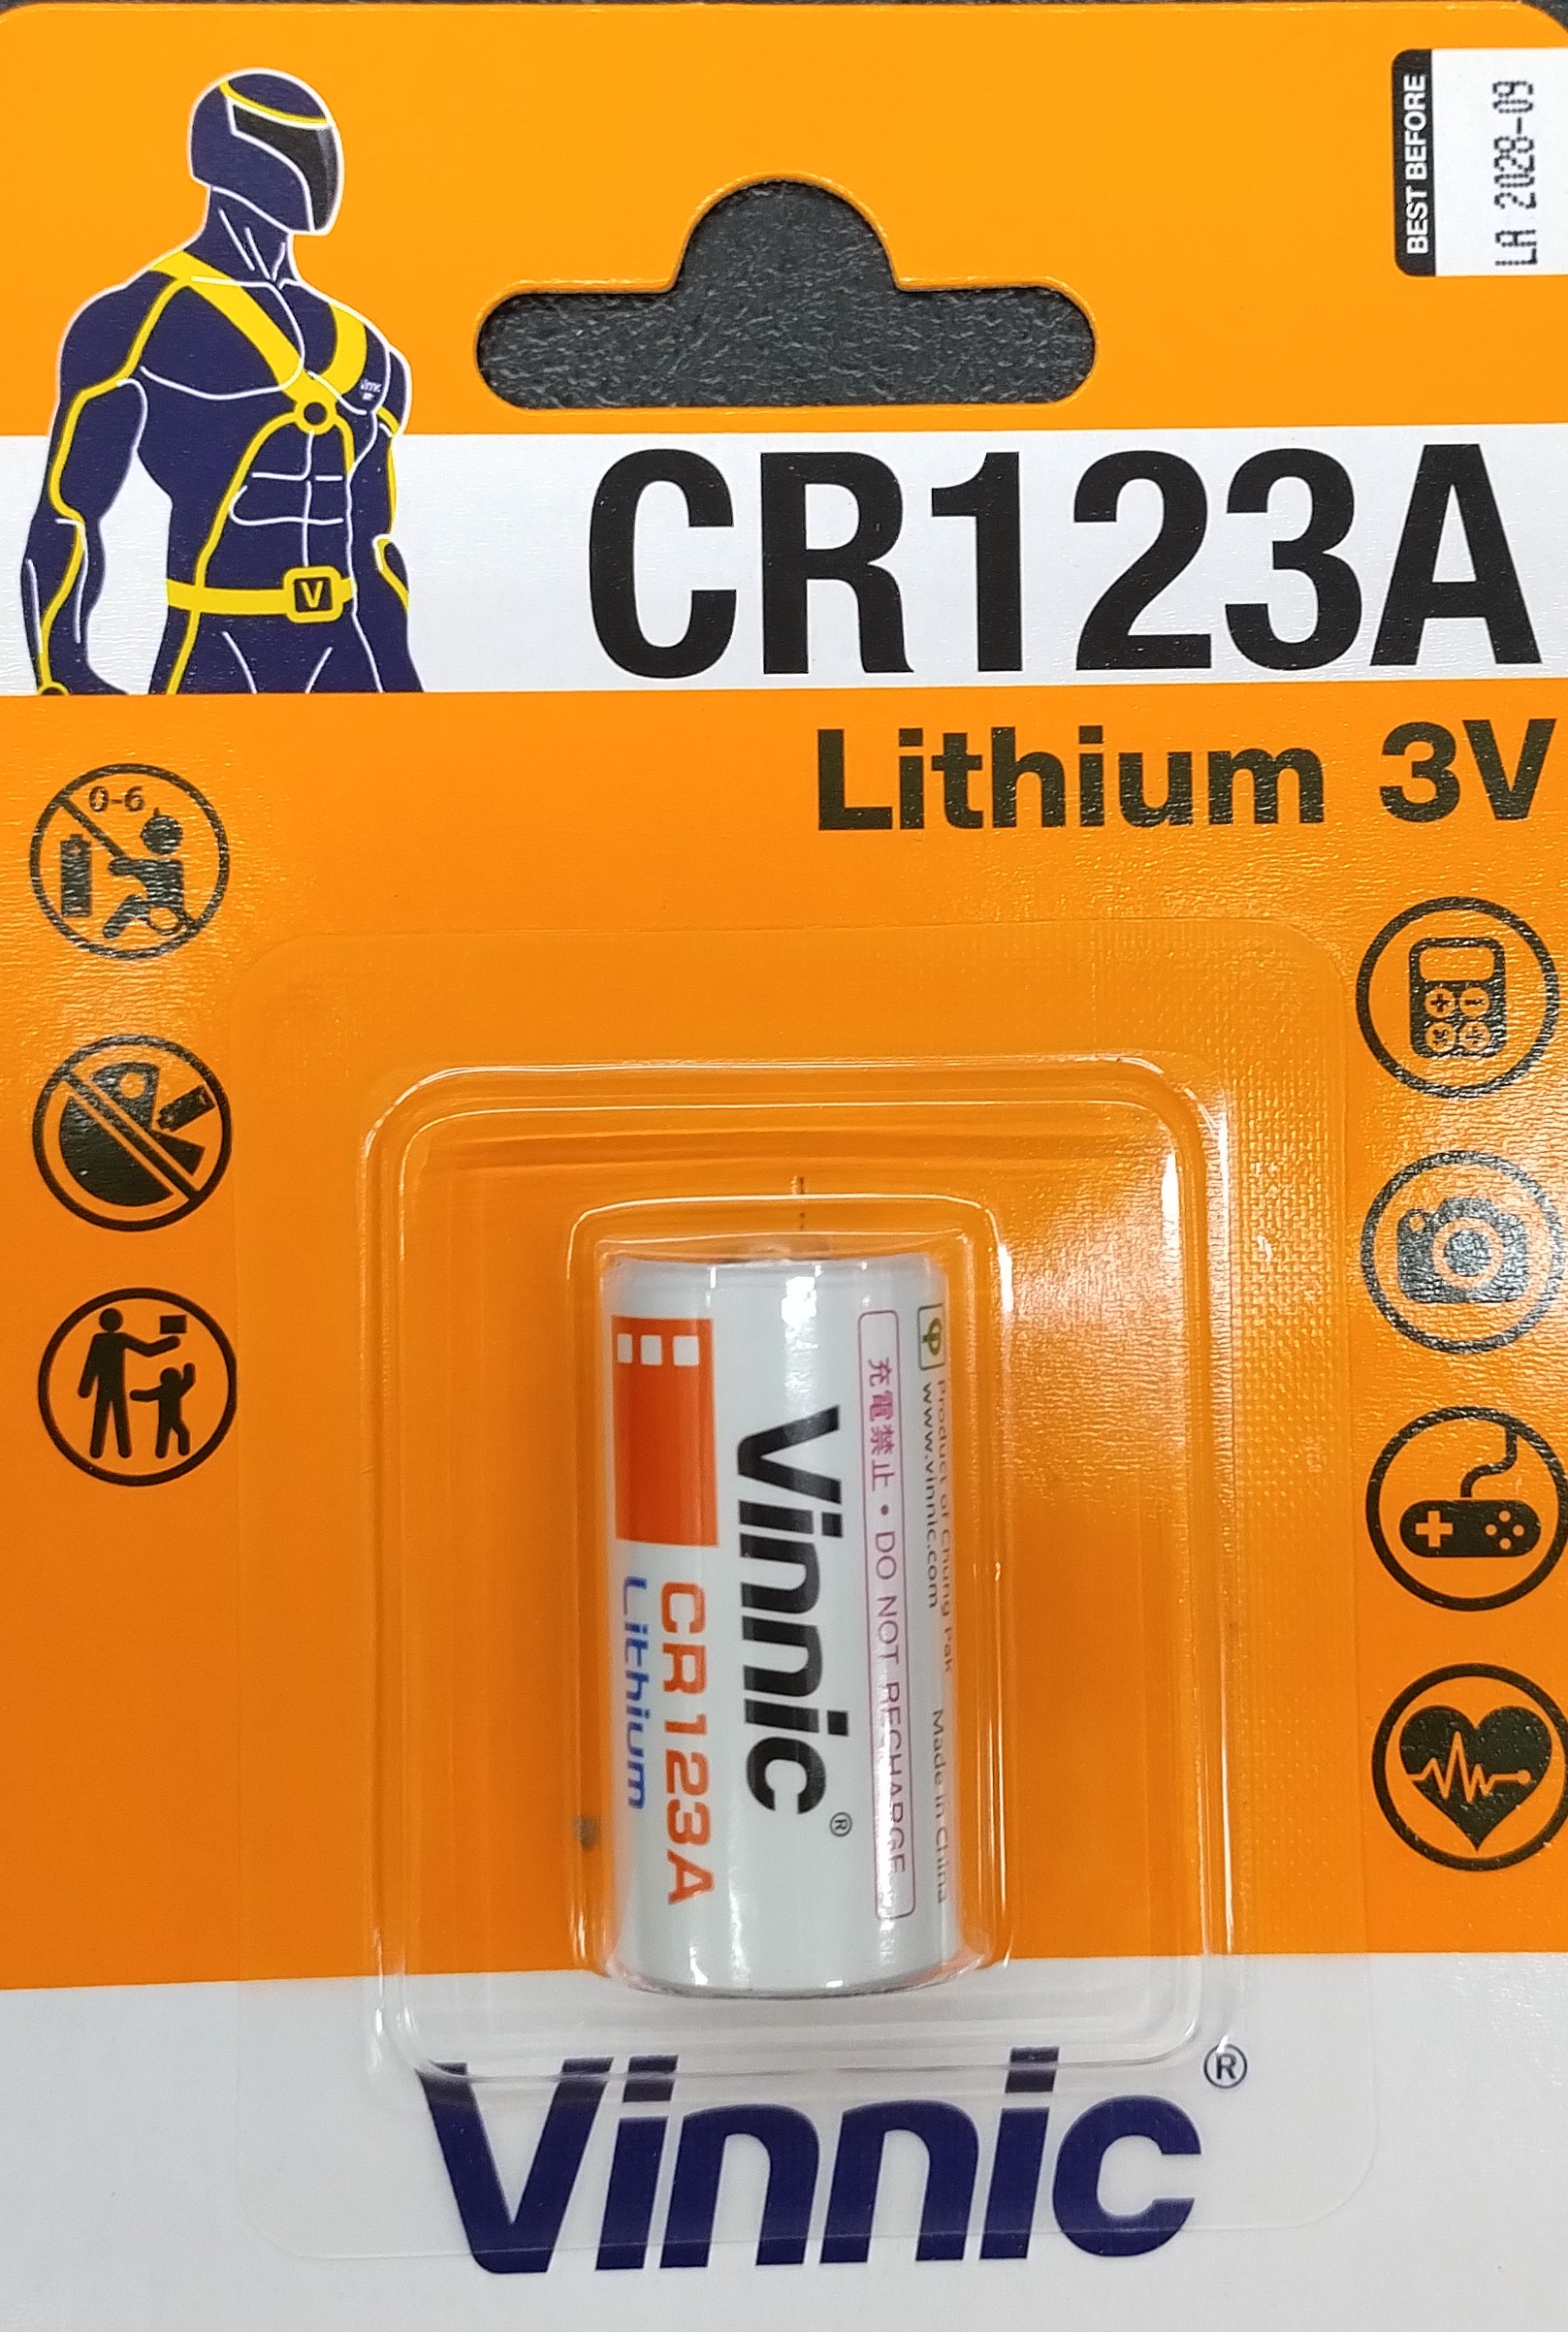 BEST BEFORE
LA 2028-09
V
CR123A
Lithium 3V
0-6
Product of Chung Pak Made in China
www.vinnic.com
充電禁止・DO NOT RECHARGE
Vinnic®
CR123A
Lithium
Vinnic®